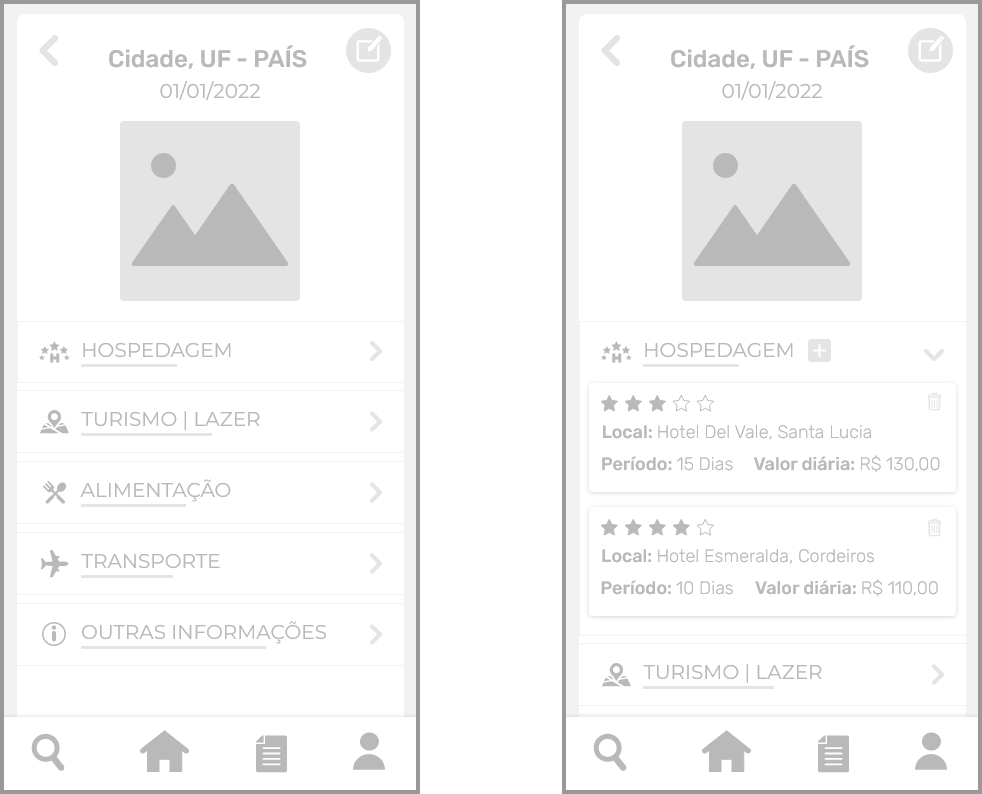 Cidade, UF - PAÍS
01/01/2022
HOSPEDAGEM
TURISMO | LAZER
ALIMENTAÇÃO
TRANSPORTE
OUTRAS INFORMAÇÕES
Cidade, UF - PAÍS
01/01/2022
HOSPEDAGEM
Local: Hotel Del Vale, Santa Lucia
Período: 15 Dias Valor diária: R$ 130,00
Local: Hotel Esmeralda, Cordeiros
Período: 10 Dias Valor diária: R$ 110,00
TURISMO | LAZER